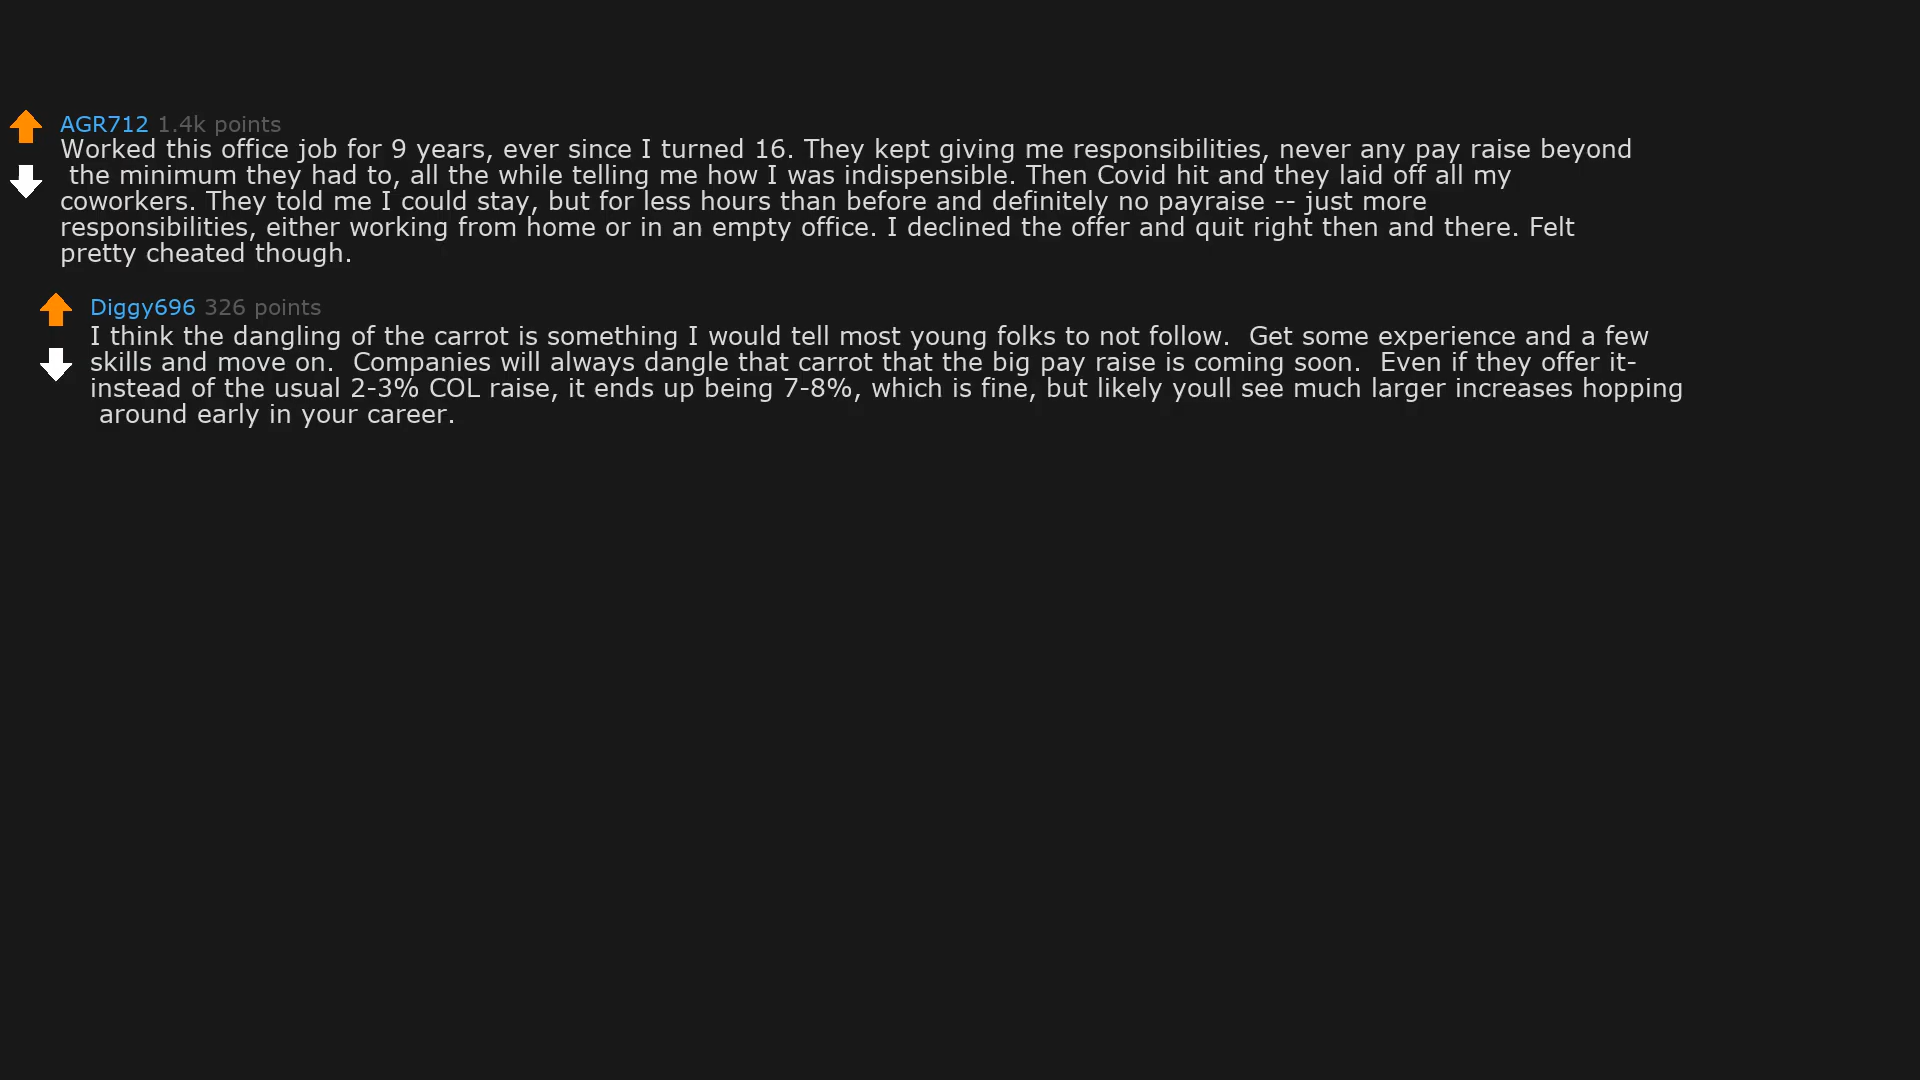 AGR712 1.4k points
Worked this office job for 9 years, ever since I turned 16. They kept giving me responsibilities, never any pay raise beyond
the minimum they had to, all the while telling me how I was indispensible. Then Covid hit and they laid off all my
coworkers. They told me I could stay, but for less hours than before and definitely no payraise -- just more
responsibilities, either working from home or in an empty office. I declined the offer and quit right then and there. Felt
pretty cheated though.
Diggy696 326 points
I think the dangling of the carrot is something I would tell most young folks to not follow.  Get some experience and a few
skills and move on.  Companies will always dangle that carrot that the big pay raise is coming soon.  Even if they offer it-
instead of the usual 2-3% COL raise, it ends up being 7-8%, which is fine, but likely youll see much larger increases hopping
around early in your career.